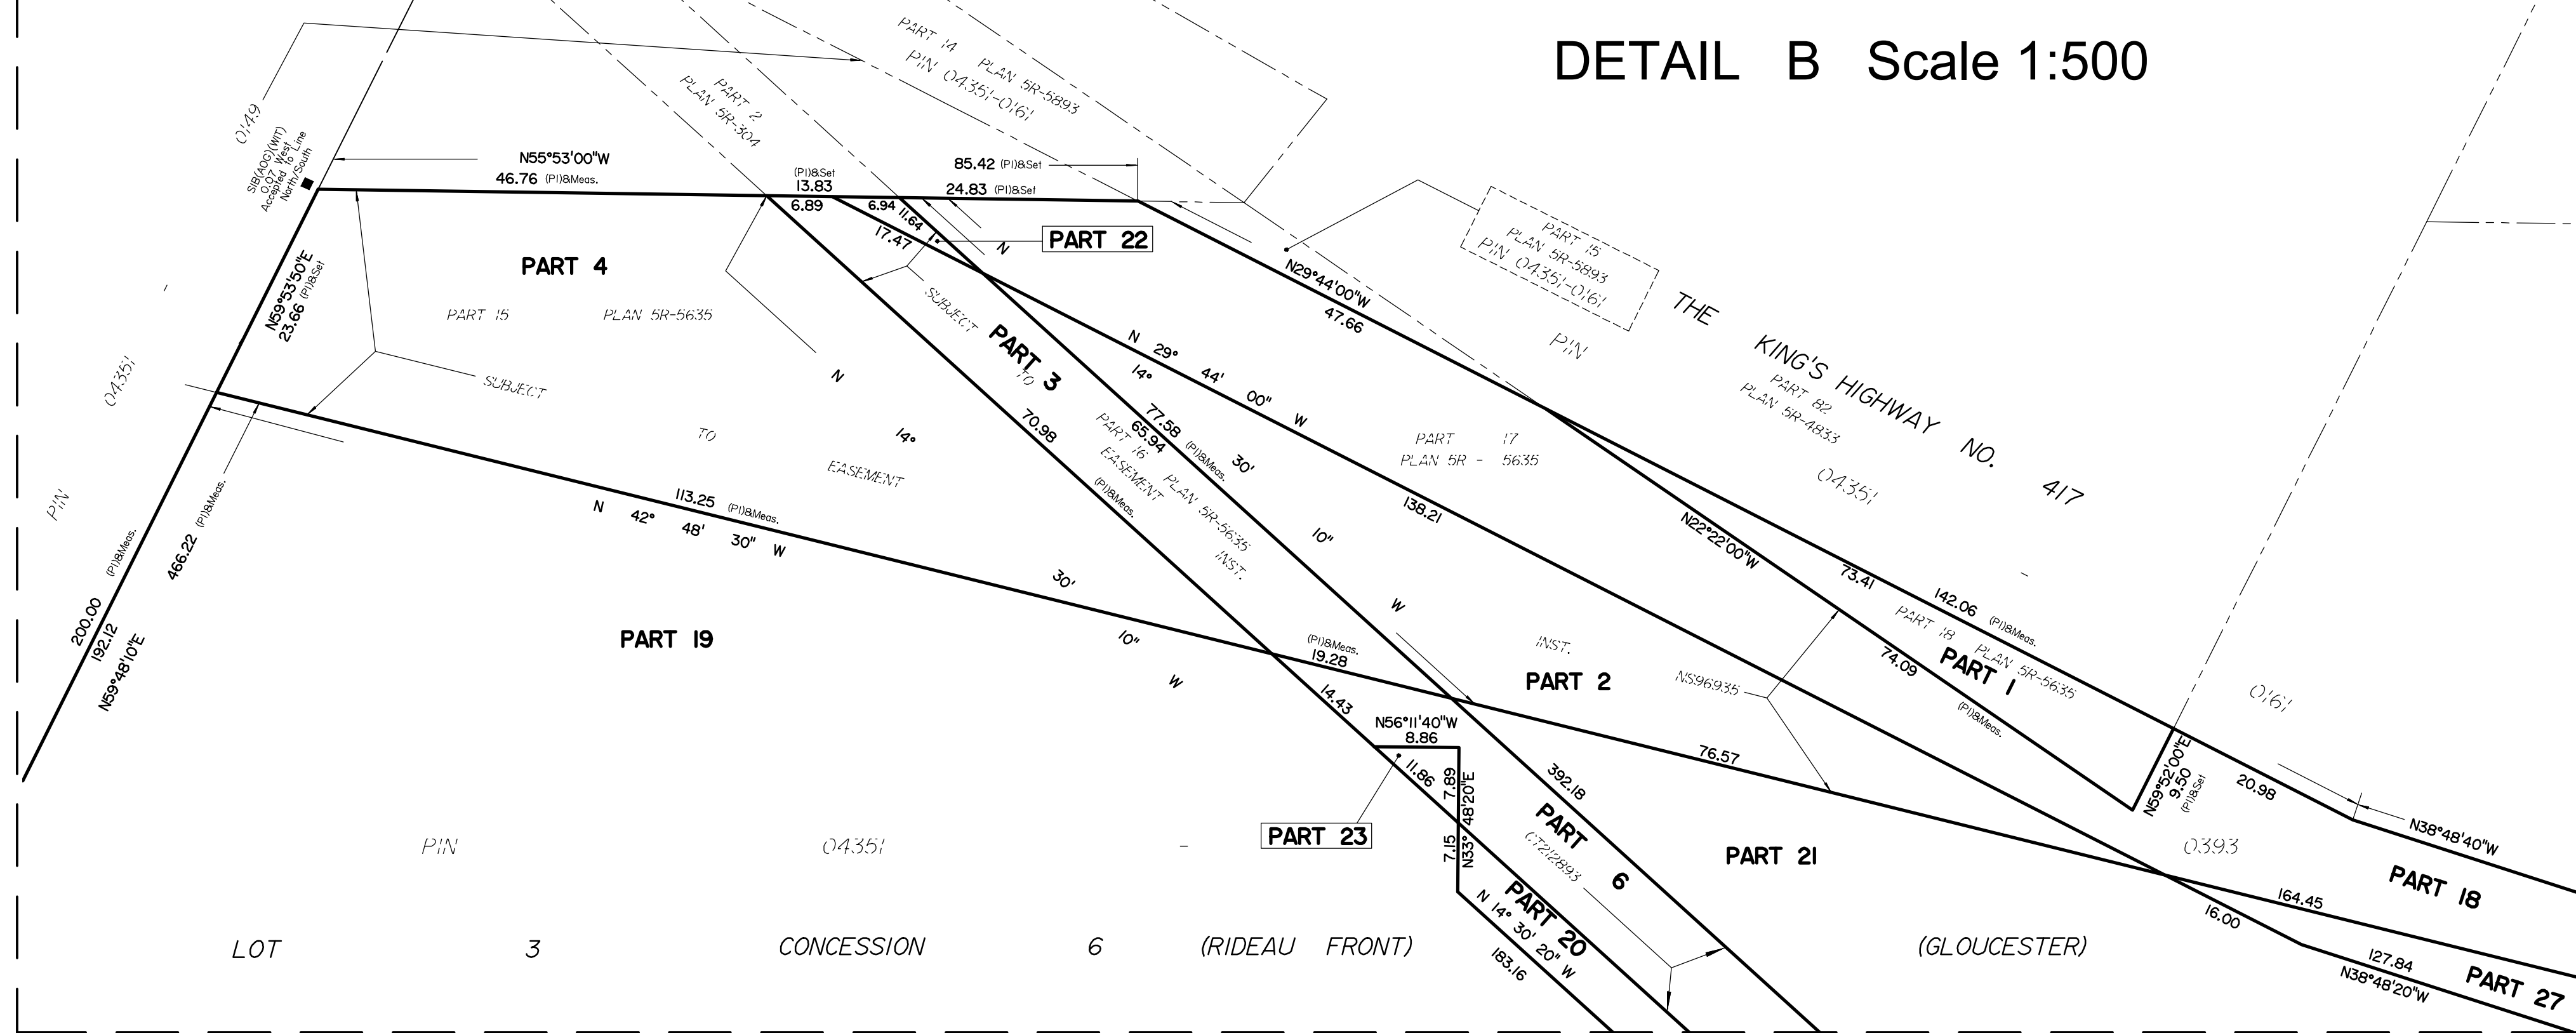 DETAIL B Scale 1:500
PART 14 PLAN 5R-5893
PIN 04351-0161
PART 2
PLAN 5R-304
0149
SIB(AOG)(WIT)
0.07 West
Accepted to Line
North/South
N55°53'00"W
46.76 (P1)&Meas.
(P1)&Set
13.83
6.89
6.94
11.64
17.47
85.42 (P1)&Set
24.83 (P1)&Set
PART 22
N29°44'00"W
47.66
PART 15
PLAN 5R-5893
PIN 04351-0161
THE KING'S HIGHWAY NO. 417
PIN 04351 - 0161
PART 82
PLAN 5R-4833
N59°53'50"E
23.66 (P1)&Set
PART 4
PART 15 PLAN 5R-5635
SUBJECT TO EASEMENT
SUBJECT TO EASEMENT INST.
PART 3
PIN 04351 -
N 14° 30' 10" W
N 14° 30' 10" W
N 29° 44' 00" W
70.98
(P1)&Meas.
77.58 (P1)&Meas.
65.94
PART 16 PLAN 5R-5635
138.21
PART 17
PLAN 5R - 5635
113.25 (P1)&Meas.
N 42° 48' 30" W
466.22 (P1)&Meas.
200.00 (P1)&Meas.
192.12
N59°48'10"E
PART 19
N22°22'00"W
73.41
142.06 (P1)&Meas.
PART 18 PLAN 5R-5635
PART 1
74.09
(P1)&Meas.
(P1)&Meas.
19.28
INST.
NS96935
PART 2
14.43
N56°11'40"W
8.86
11.86
7.89
7.15
N33°48'20"E
PART 23
76.57
392.18
PART 6
CT212893
PART 21
N59°52'00"E
9.50
(P1)&Set
20.98
N38°48'40"W
0393
PART 18
164.45
16.00
127.84
N38°48'20"W
PART 27
PIN 04351 -
PART 20
N 14° 30' 20" W
183.16
LOT 3 CONCESSION 6 (RIDEAU FRONT) (GLOUCESTER)